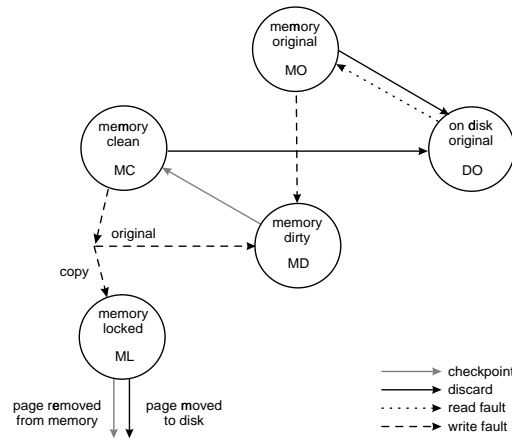 memory
original
MO
memory
clean
MC
on disk
original
DO
original
memory
dirty
MD
copy
memory
locked
ML
page removed
from memory
page moved
to disk
checkpoint
discard
read fault
write fault